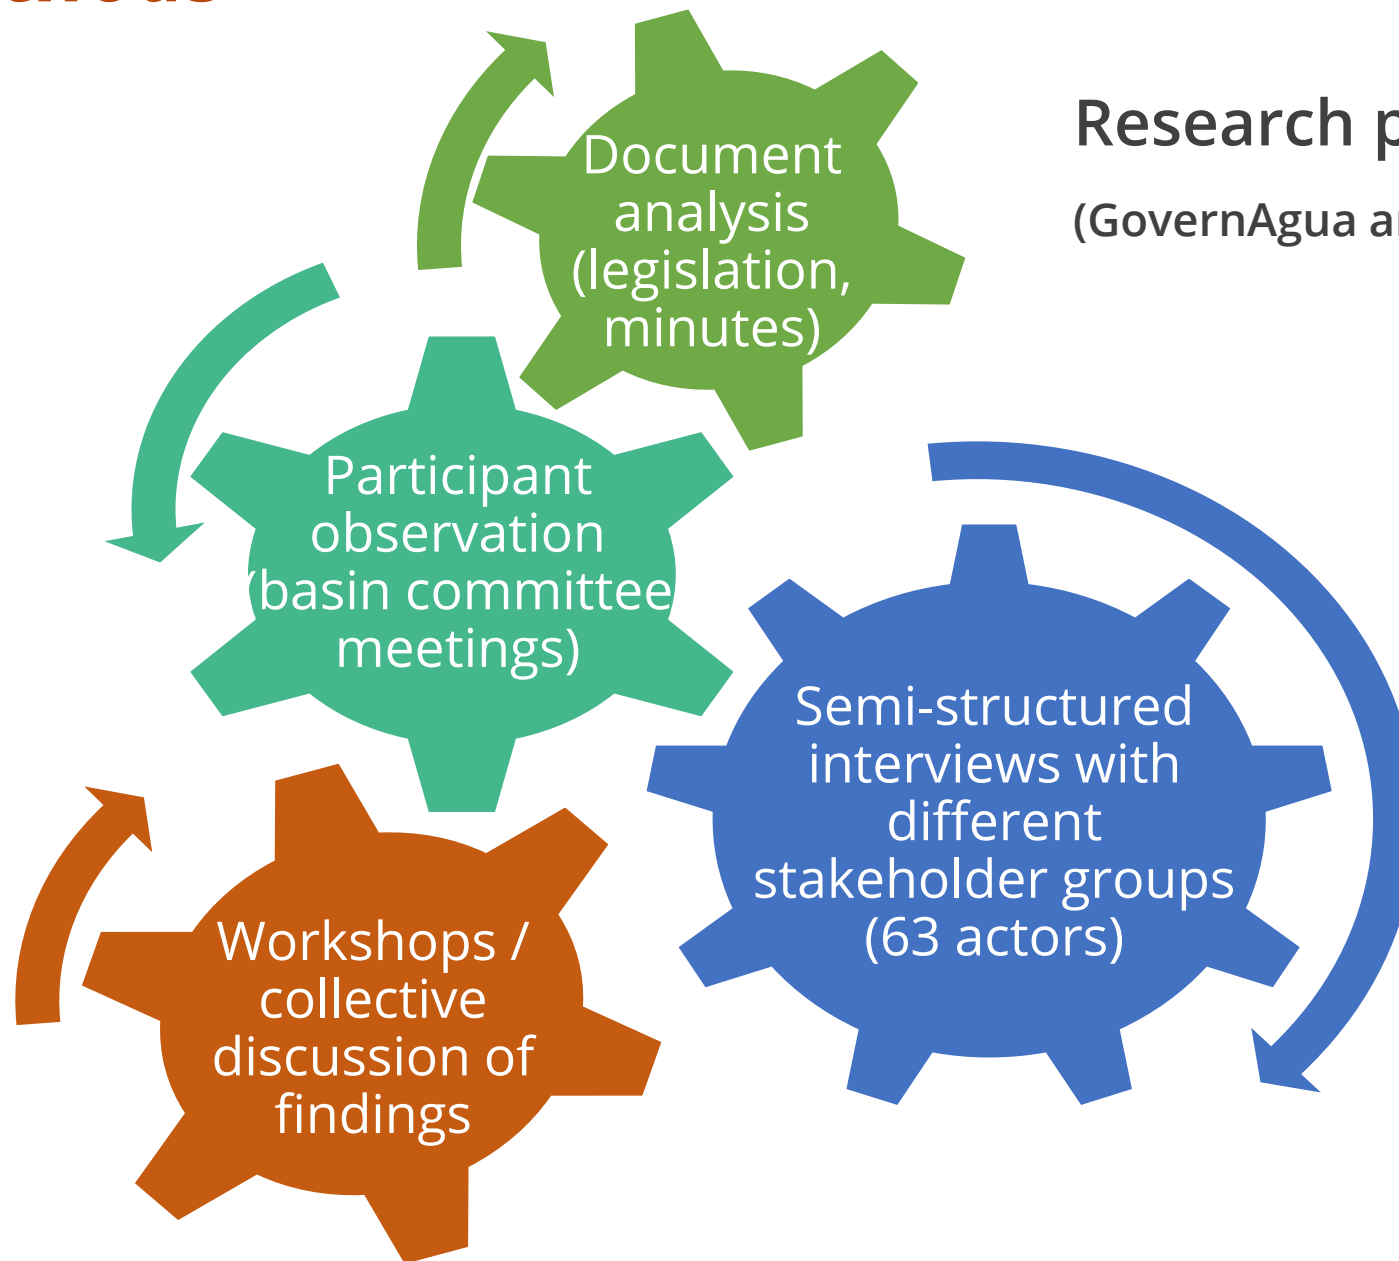 Research
(GovernAgua
Document
analysis
(legislation,
minutes)
Participant
observation
(basin committee
meetings)
Semi-structured
interviews with
different
stakeholder groups
(63 actors)
Workshops /
collective
discussion of
findings